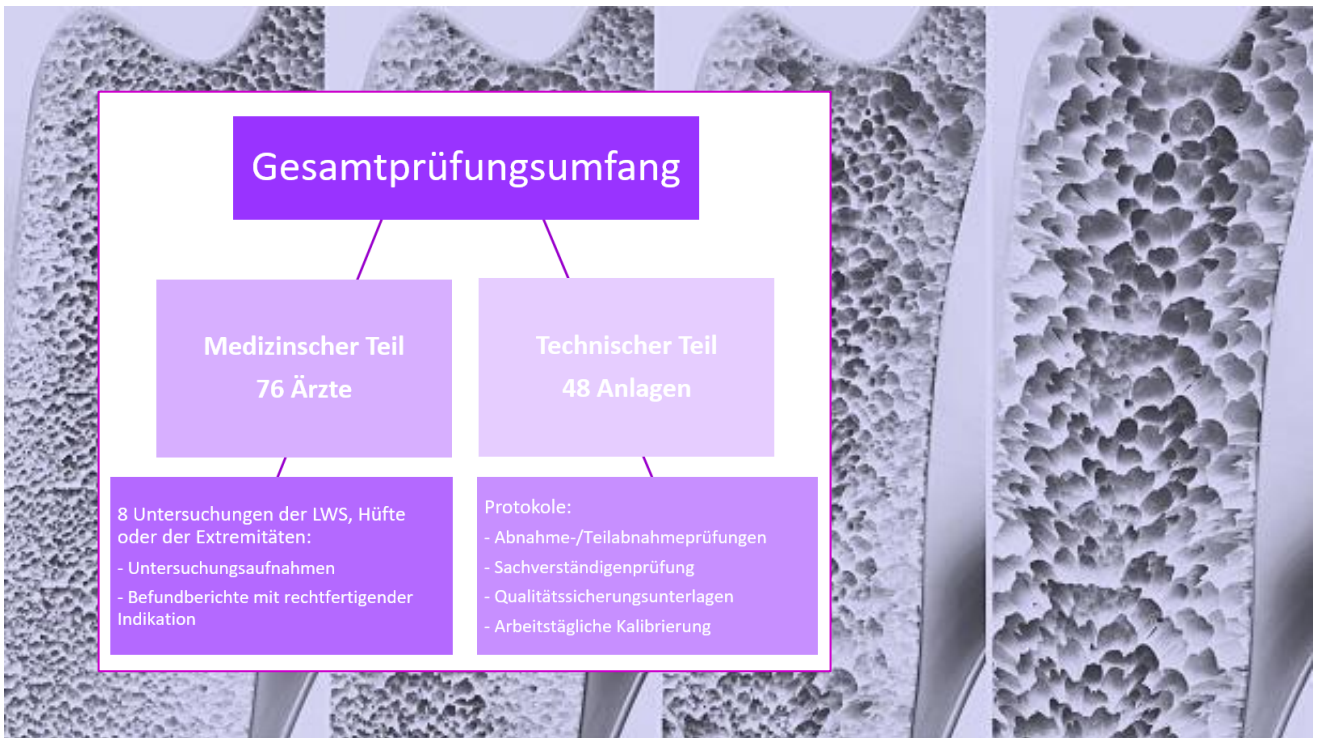 Gesamtprüfungsumfang
Medizinscher Teil
76 Ärzte
Technischer Teil
48 Anlagen
8 Untersuchungen der LWS, Hüfte
oder der Extremitäten:
- Untersuchungsaufnahmen
- Befundberichte mit rechtfertigender
Indikation
Protokole:
- Abnahme-/Teilabnahmeprüfungen
- Sachverständigenprüfung
- Qualitätssicherungsunterlagen
- Arbeitstägliche Kalibrierung